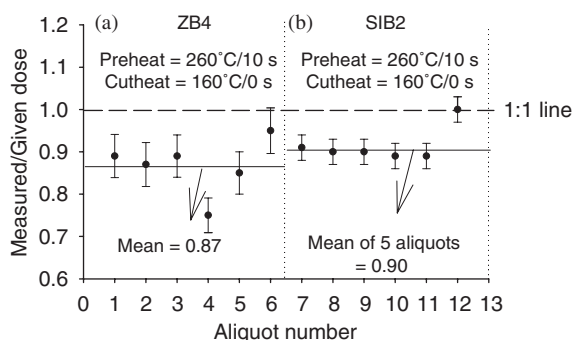 (a) ZB4
(b) SIB2
Preheat = 260°C/10 s
Cutheat = 160°C/0 s
Preheat = 260°C/10 s
Cutheat = 160°C/0 s
1:1 line
Mean = 0.87
Mean of 5 aliquots
= 0.90
Measured/Given dose
1.2
1.1
1.0
0.9
0.8
0.7
0.6
0 1 2 3 4 5 6 7 8 9 10 11 12 13
Aliquot number